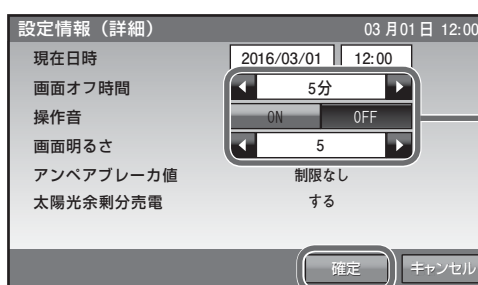 設定情報（詳細） 03月01日 12:00
現在日時 2016/03/01 12:00
画面オフ時間 5分
操作音 ON OFF
画面明るさ 5
アンペアブレーカ値 制限なし
太陽光余剰分売電 する
確定 キャンセル